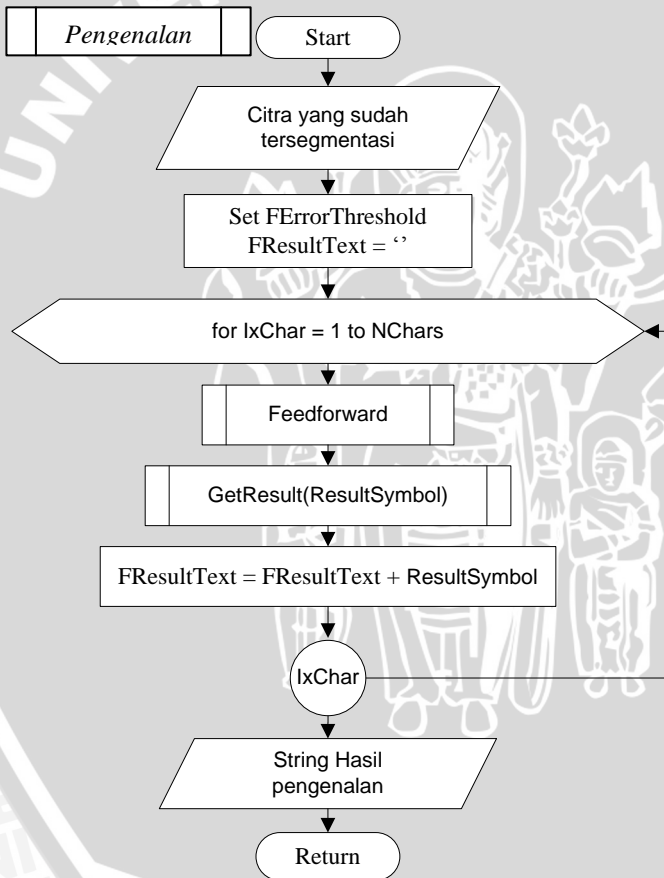 Pengenalan
Start
Citra yang sudah
tersegmentasi
Set FErrorThreshold
FResultText = ‘’
for IxChar = 1 to NChars
Feedforward
GetResult(ResultSymbol)
FResultText = FResultText + ResultSymbol
IxChar
String Hasil
pengenalan
Return